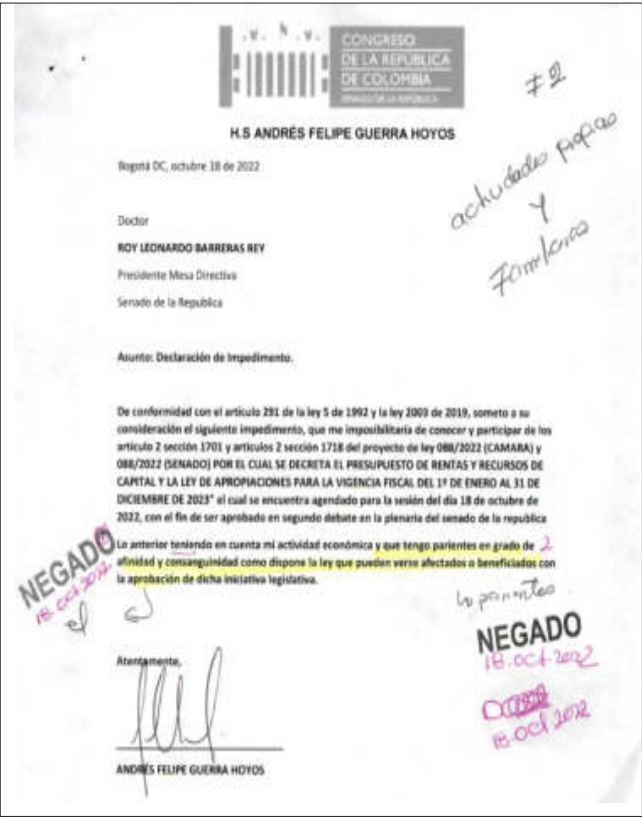 CONGRESO
DE LA REPÚBLICA
DE COLOMBIA
SENADO DE LA REPÚBLICA
# 2
H.S ANDRÉS FELIPE GUERRA HOYOS
Bogotá DC, octubre 18 de 2022
Y
Doctor
ROY LEONARDO BARRERAS REY
Presidente Mesa Directiva
Senado de la Republica
Asunto: Declaración de Impedimento.
De conformidad con el artículo 291 de la ley 5 de 1992 y la ley 2003 de 2019, someto a su
consideración el siguiente impedimento, que me imposibilitaría de conocer y participar de los
artículo 2 sección 1701 y artículos 2 sección 1718 del proyecto de ley 088/2022 (CAMARA) y
088/2022 (SENADO) POR EL CUAL SE DECRETA EL PRESUPUESTO DE RENTAS Y RECURSOS DE
CAPITAL Y LA LEY DE APROPIACIONES PARA LA VIGENCIA FISCAL DEL 1º DE ENERO AL 31 DE
DICIEMBRE DE 2023" el cual se encuentra agendado para la sesión del día 18 de octubre de
2022, con el fin de ser aprobado en segundo debate en la plenaria del senado de la republica
Lo anterior teniendo en cuenta mi actividad económica y que tengo parientes en grado de 2
afinidad y consanguinidad como dispone la ley que pueden verse afectados o beneficiados con
la aprobación de dicha iniciativa legislativa.
NEGADO
18. oct 2022
el
parientes
NEGADO
18. oct. 2022
18 oct 2022
Atentamente,
ANDRÉS FELIPE GUERRA HOYOS